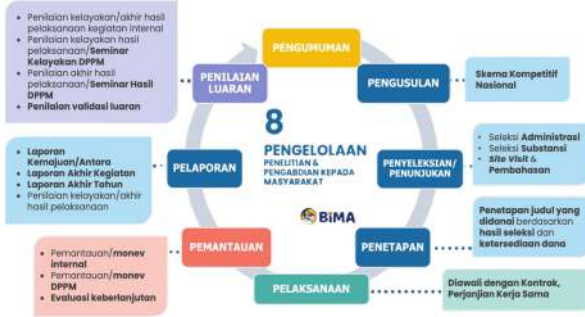 PENGUMUMAN
PENGUSULAN
Skema Kompetitif
Nasional
PENYELEKSIAN/
PENUNJUKAN
• Seleksi Administrasi
• Seleksi Substansi
• Site Visit &
Pembahasan
PENETAPAN
Penetapan judul yang
didanai berdasarkan
hasil seleksi dan
ketersediaan dana
PELAKSANAAN
Diawali dengan Kontrak,
Perjanjian Kerja Sama
PEMANTAUAN
• Pemantauan/monev
internal
• Pemantauan/monev
DPPM
• Evaluasi keberlanjutan
PELAPORAN
• Laporan
Kemajuan/Antara
• Laporan Akhir Kegiatan
• Laporan Akhir Tahun
• Penilaian kelayakan/akhir
hasil pelaksanaan
PENILAIAN
LUARAN
• Penilaian kelayakan/akhir hasil
pelaksanaan kegiatan internal
• Penilaian kelayakan hasil
pelaksanaan/Seminar
Kelayakan DPPM
• Penilaian akhir hasil
pelaksanaan/Seminar Hasil
DPPM
• Penilaian validasi luaran
8
PENGELOLAAN
PENELITIAN &
PENGABDIAN KEPADA
MASYARAKAT
BIMA